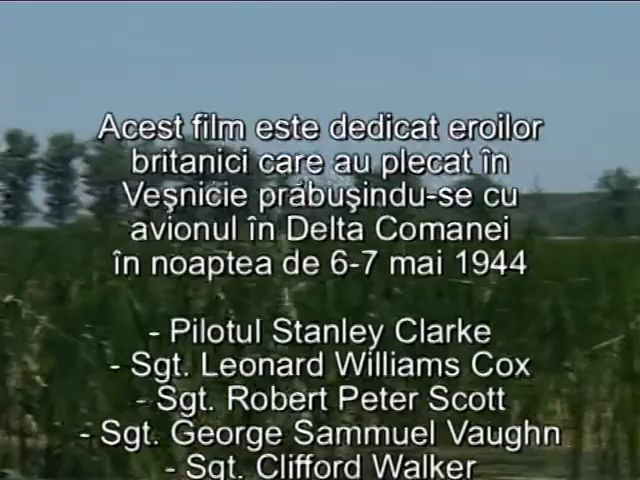 Acest film este dedicat eroilor
britanici care au plecat în
Veşnicie prăbuşindu-se cu
avionul în Delta Comanei
în noaptea de 6-7 mai 1944
- Pilotul Stanley Clarke
- Sgt. Leonard Williams Cox
- Sgt. Robert Peter Scott
- Sgt. George Sammuel Vaughn
- Sgt. Clifford Walker